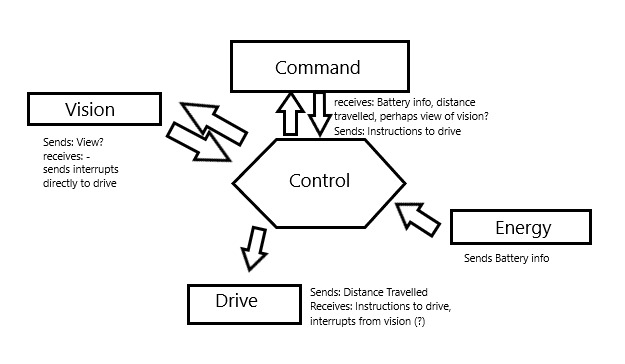 Command
receives: Battery info, distance
travelled, perhaps view of vision?
Sends: Instructions to drive
Vision
Sends: View?
receives: -
sends interrupts
directly to drive
Control
Energy
Sends Battery info
Drive
Sends: Distance Travelled
Receives: Instructions to drive,
interrupts from vision (?)